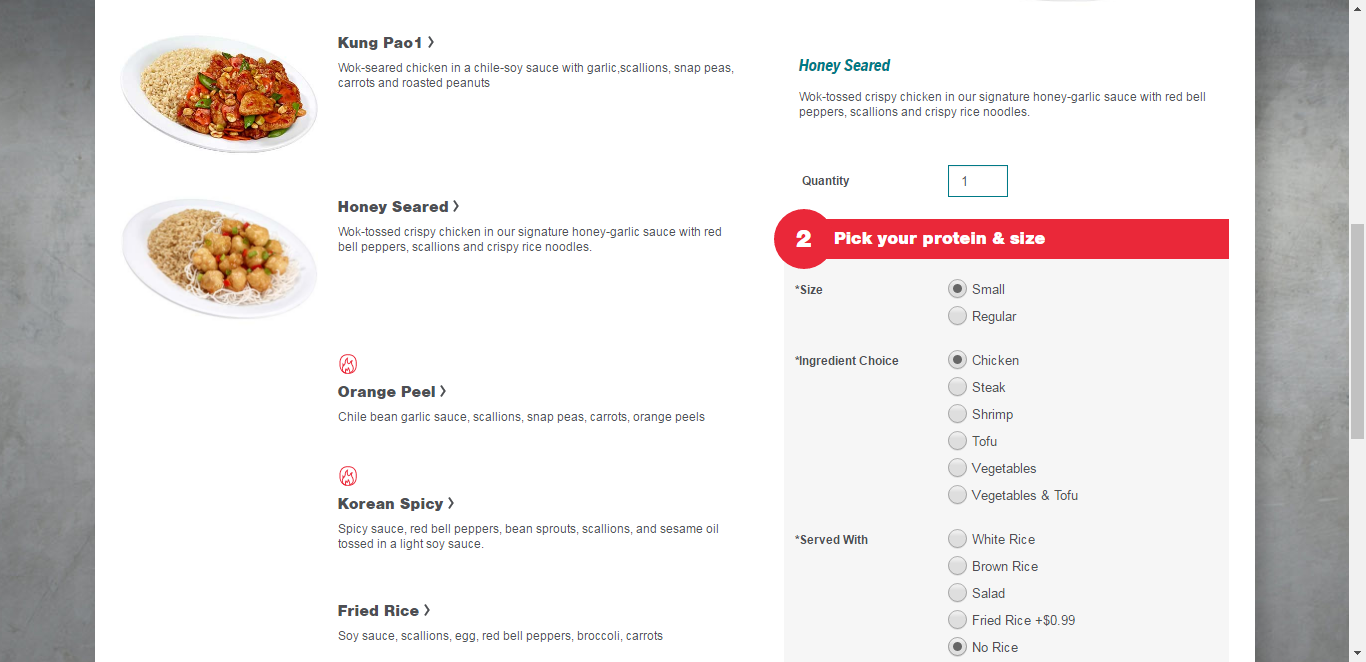 Kung Pao1 >
Wok-seared chicken in a chile-soy sauce with garlic,scallions, snap peas,
carrots and roasted peanuts
Honey Seared >
Wok-tossed crispy chicken in our signature honey-garlic sauce with red
bell peppers, scallions and crispy rice noodles.
Orange Peel >
Chile bean garlic sauce, scallions, snap peas, carrots, orange peels
Korean Spicy >
Spicy sauce, red bell peppers, bean sprouts, scallions, and sesame oil
tossed in a light soy sauce.
Fried Rice >
Soy sauce, scallions, egg, red bell peppers, broccoli, carrots
Honey Seared
Wok-tossed crispy chicken in our signature honey-garlic sauce with red bell
peppers, scallions and crispy rice noodles.
Quantity 1
2 Pick your protein & size
*Size Small
Regular
*Ingredient Choice Chicken
Steak
Shrimp
Tofu
Vegetables
Vegetables & Tofu
*Served With White Rice
Brown Rice
Salad
Fried Rice +$0.99
No Rice